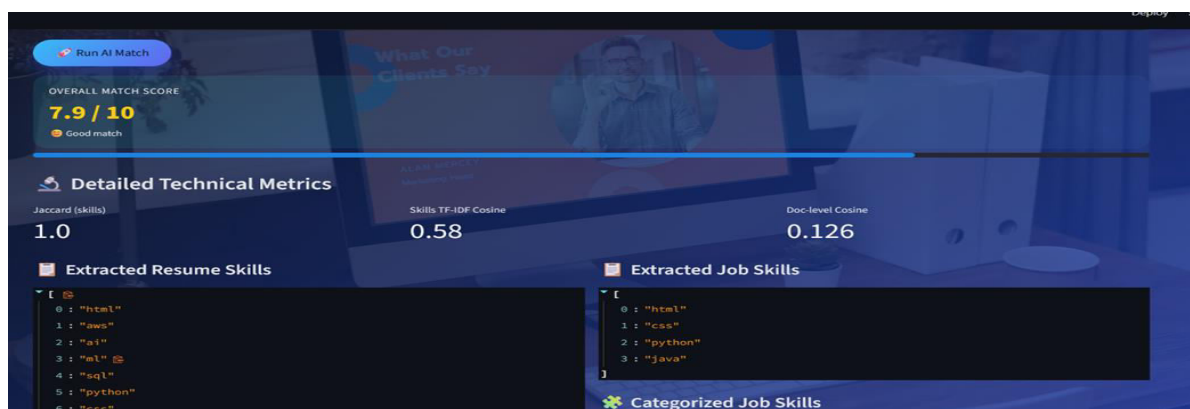 Deploy
🚀 Run AI Match
What Our
Clients Say
OVERALL MATCH SCORE
7.9 / 10
😊 Good match
🔬 Detailed Technical Metrics
Jaccard (skills)
1.0
Skills TF-IDF Cosine
0.58
Doc-level Cosine
0.126
📋 Extracted Resume Skills
[
0 : "html"
1 : "aws"
2 : "ai"
3 : "ml"
4 : "sql"
5 : "python"
6 : "css"
📋 Extracted Job Skills
[
0 : "html"
1 : "css"
2 : "python"
3 : "java"
]
🧩 Categorized Job Skills